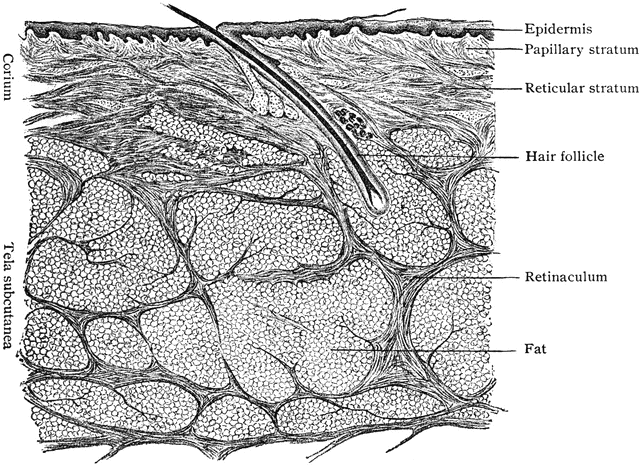 Epidermis
Papillary stratum
Corium
Reticular stratum
Hair follicle
Tela subcutanea
Retinaculum
Fat